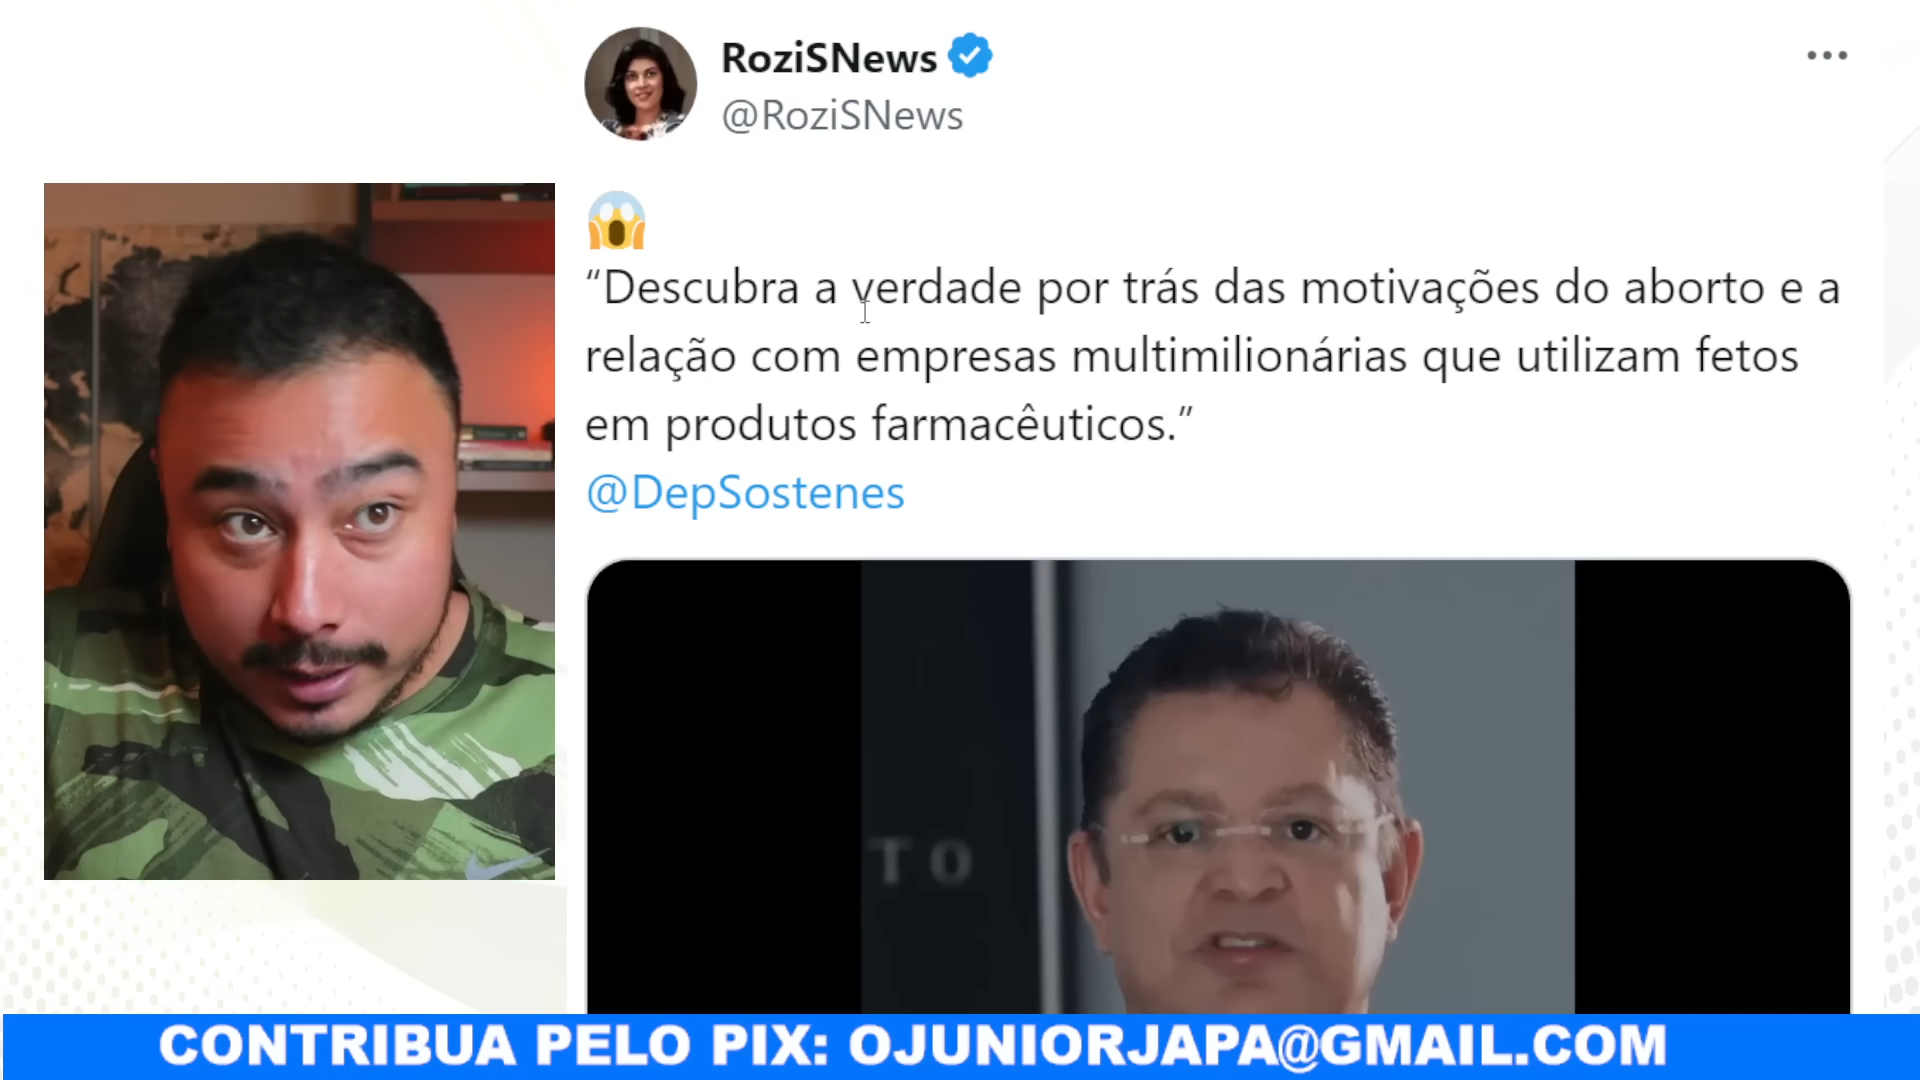 RoziSNews
@RoziSNews
“Descubra a verdade por trás das motivações do aborto e a
relação com empresas multimilionárias que utilizam fetos
em produtos farmacêuticos.”
@DepSostenes
TO
CONTRIBUA PELO PIX: OJUNIORJAPA@GMAIL.COM